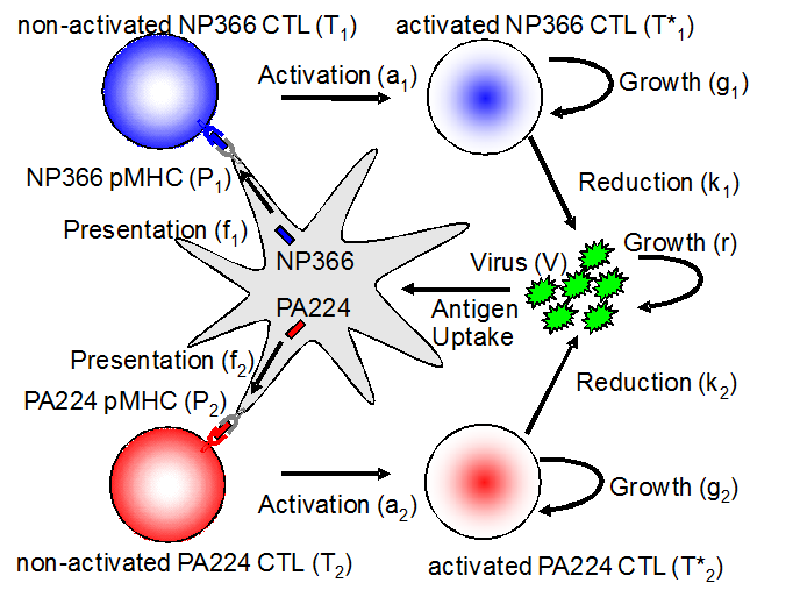 non-activated NP366 CTL (T1)
activated NP366 CTL (T*1)
Activation (a1)
Growth (g1)
NP366 pMHC (P1)
Reduction (k1)
Presentation (f1)
NP366
Virus (V)
Growth (r)
PA224
Antigen
Uptake
Presentation (f2)
Reduction (k2)
PA224 pMHC (P2)
Activation (a2)
Growth (g2)
non-activated PA224 CTL (T2)
activated PA224 CTL (T*2)